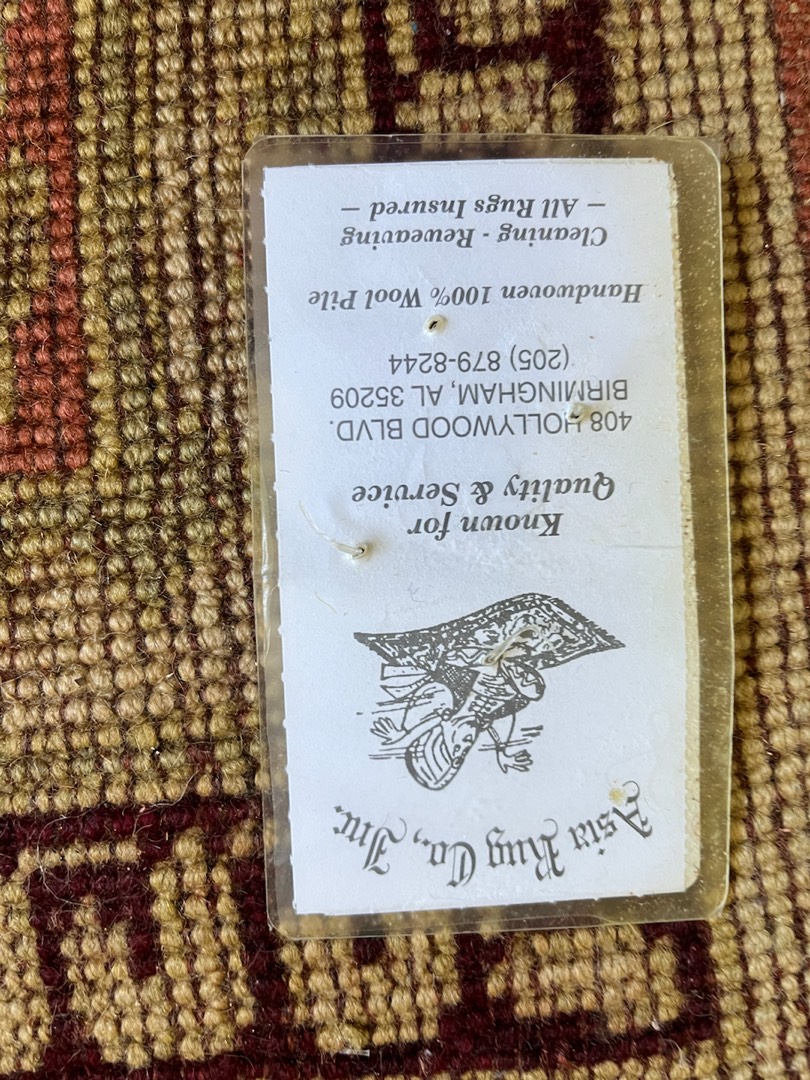 Asia Rug Co., Inc.
Known for
Quality & Service
408 HOLLYWOOD BLVD.
BIRMINGHAM, AL 35209
(205) 879-8244
Handwoven 100% Wool Pile
Cleaning - Reweaving
– All Rugs Insured –